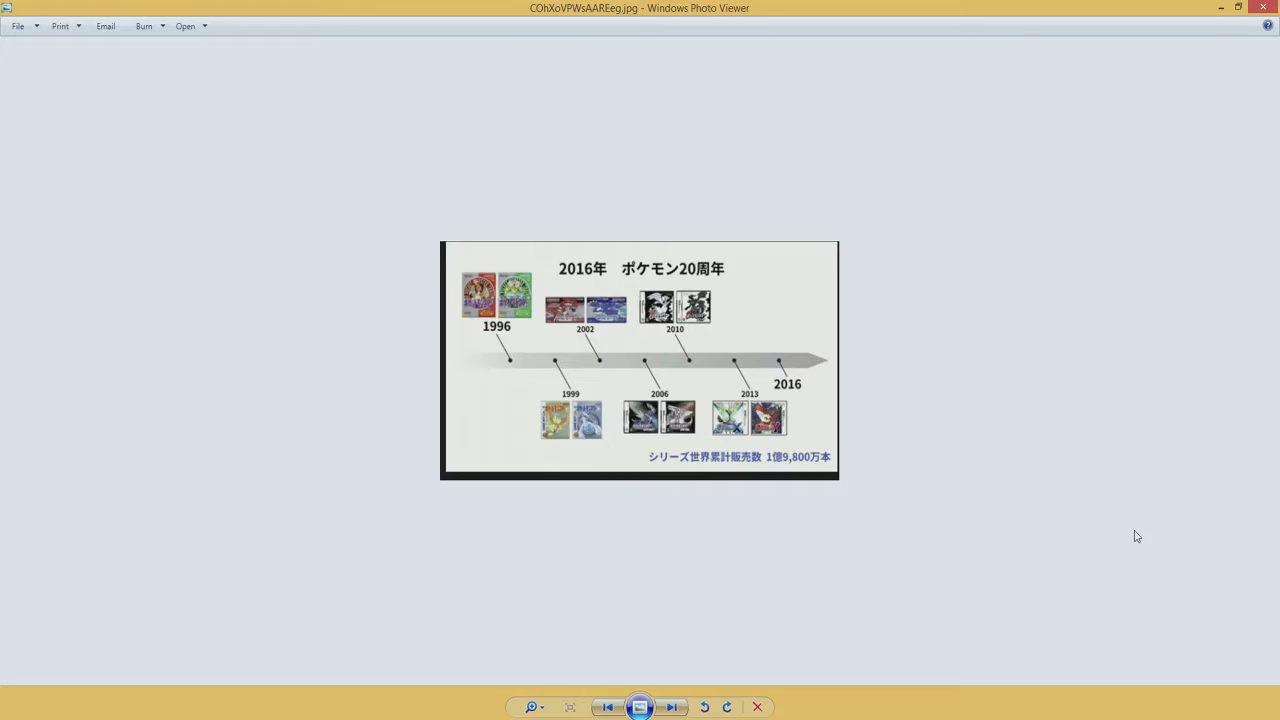 COhXoVPWsAAREeg.jpg - Windows Photo Viewer
File Print Email Burn Open
2016年 ポケモン20周年
1996
2002
2010
2016
1999
2006
2013
シリーズ世界累計販売数 1億9,800万本